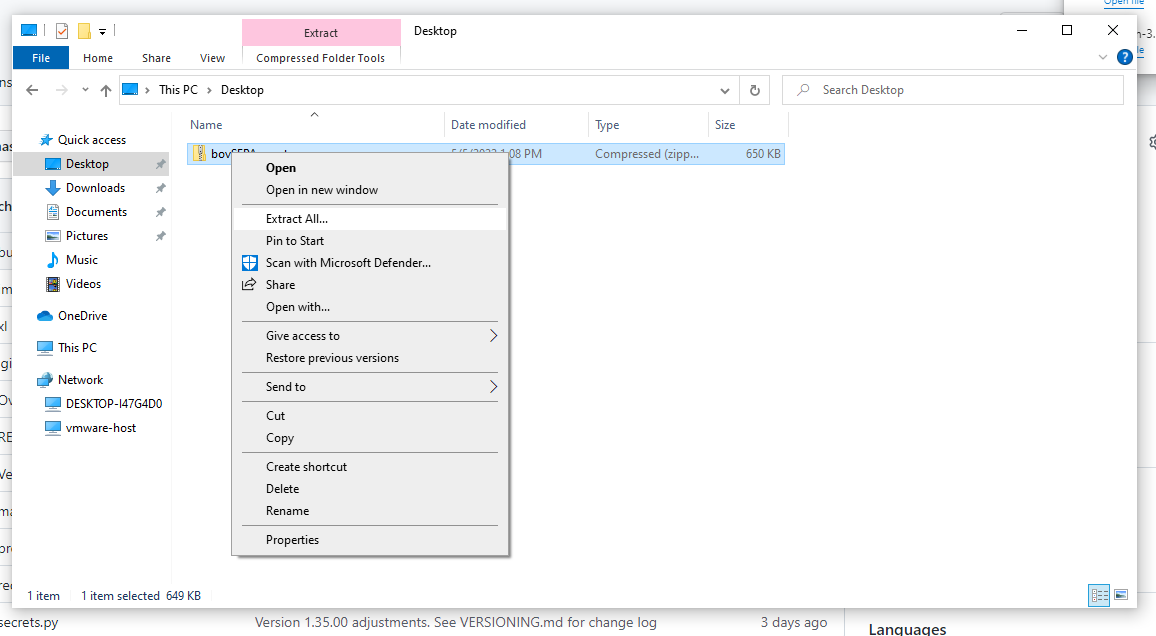 Open file
Extract
Desktop
File
Home
Share
View
Compressed Folder Tools
?
This PC
Desktop
Search Desktop
Name
Date modified
Type
Size
1:08 PM
Compressed (zipp...
650 KB
Quick access
Desktop
Downloads
Documents
Pictures
Music
Videos
OneDrive
This PC
Network
DESKTOP-I47G4D0
vmware-host
Open
Open in new window
Extract All...
Pin to Start
Scan with Microsoft Defender...
Share
Open with...
Give access to
Restore previous versions
Send to
Cut
Copy
Create shortcut
Delete
Rename
Properties
1 item
1 item selected 649 KB
secrets.py
Version 1.35.00 adjustments. See VERSIONING.md for change log
3 days ago
Languages